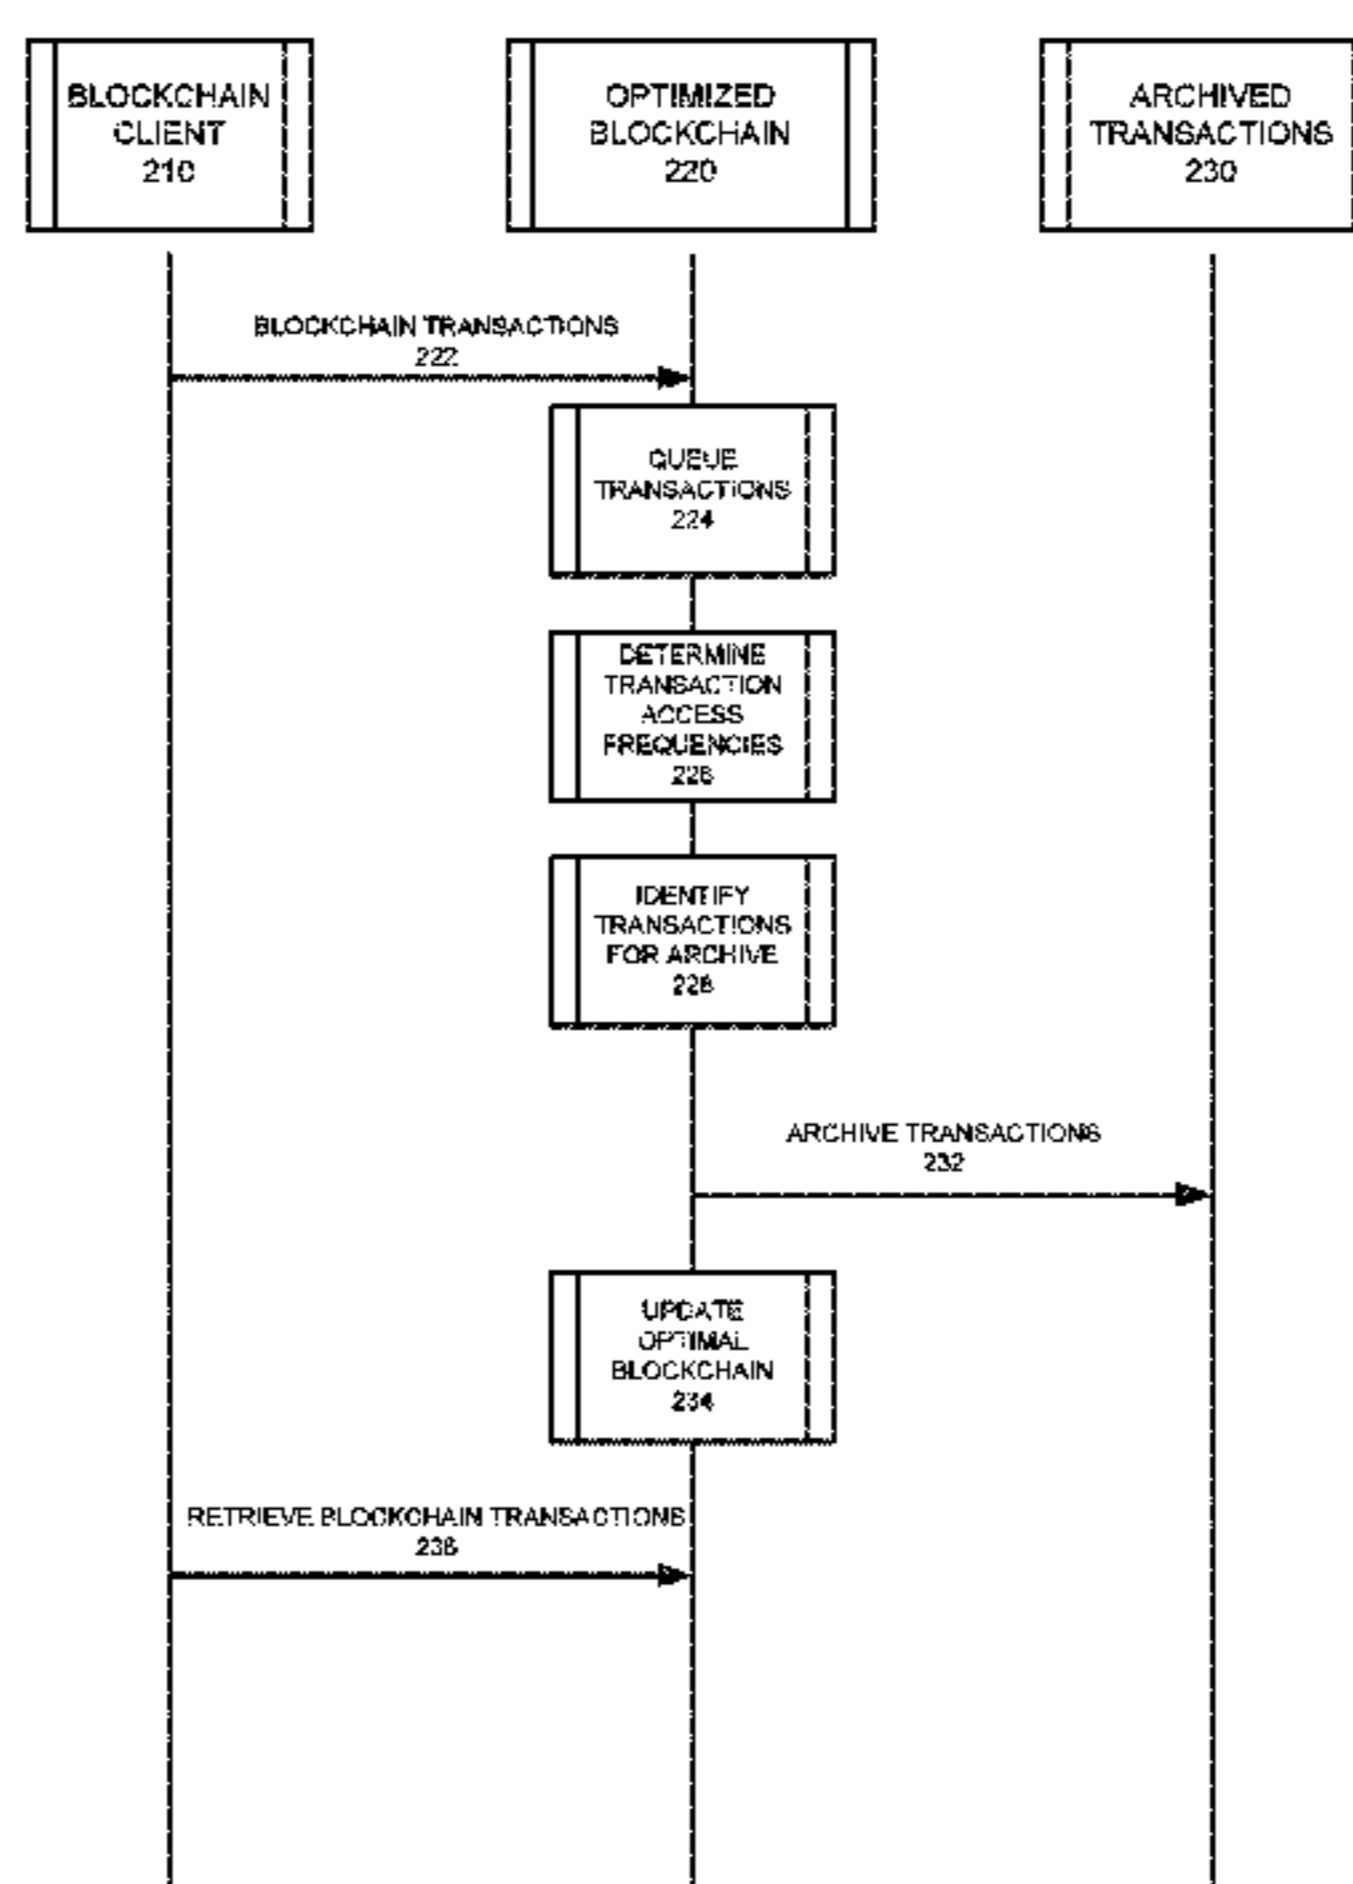 BLOCKCHAIN
CLIENT
210
OPTIMIZED
BLOCKCHAIN
220
ARCHIVED
TRANSACTIONS
230
BLOCKCHAIN TRANSACTIONS
222
QUEUE
TRANSACTIONS
224
DETERMINE
TRANSACTION
ACCESS
FREQUENCIES
226
IDENTIFY
TRANSACTIONS
FOR ARCHIVE
228
ARCHIVE TRANSACTIONS
232
UPDATE
OPTIMAL
BLOCKCHAIN
234
RETRIEVE BLOCKCHAIN TRANSACTIONS
236